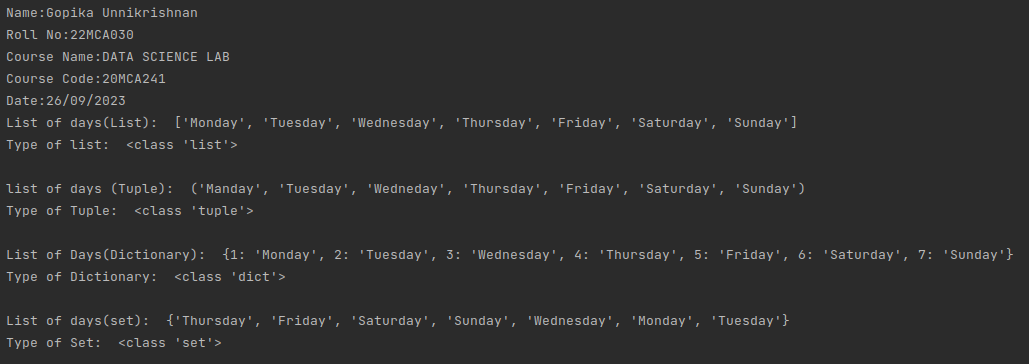 Name:Gopika Unnikrishnan
Roll No:22MCA030
Course Name:DATA SCIENCE LAB
Course Code:20MCA241
Date:26/09/2023
List of days(List):  ['Monday', 'Tuesday', 'Wednesday', 'Thursday', 'Friday', 'Saturday', 'Sunday']
Type of list:  <class 'list'>

list of days (Tuple):  ('Manday', 'Tuesday', 'Wedneday', 'Thursday', 'Friday', 'Saturday', 'Sunday')
Type of Tuple:  <class 'tuple'>

List of Days(Dictionary):  {1: 'Monday', 2: 'Tuesday', 3: 'Wednesday', 4: 'Thursday', 5: 'Friday', 6: 'Saturday', 7: 'Sunday'}
Type of Dictionary:  <class 'dict'>

List of days(set):  {'Thursday', 'Friday', 'Saturday', 'Sunday', 'Wednesday', 'Monday', 'Tuesday'}
Type of Set:  <class 'set'>